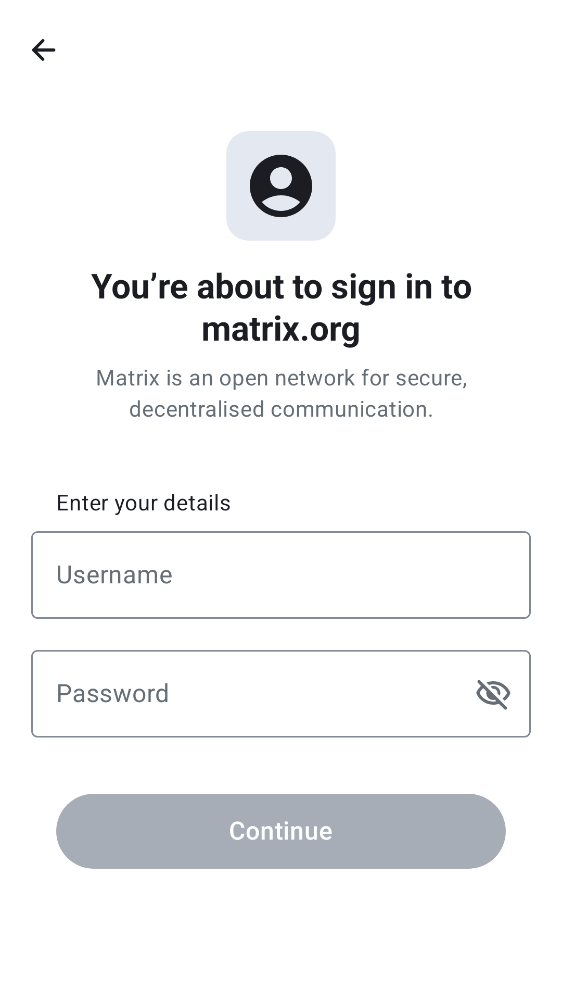 You’re about to sign in to
matrix.org
Matrix is an open network for secure,
decentralised communication.
Enter your details
Username
Password
Continue